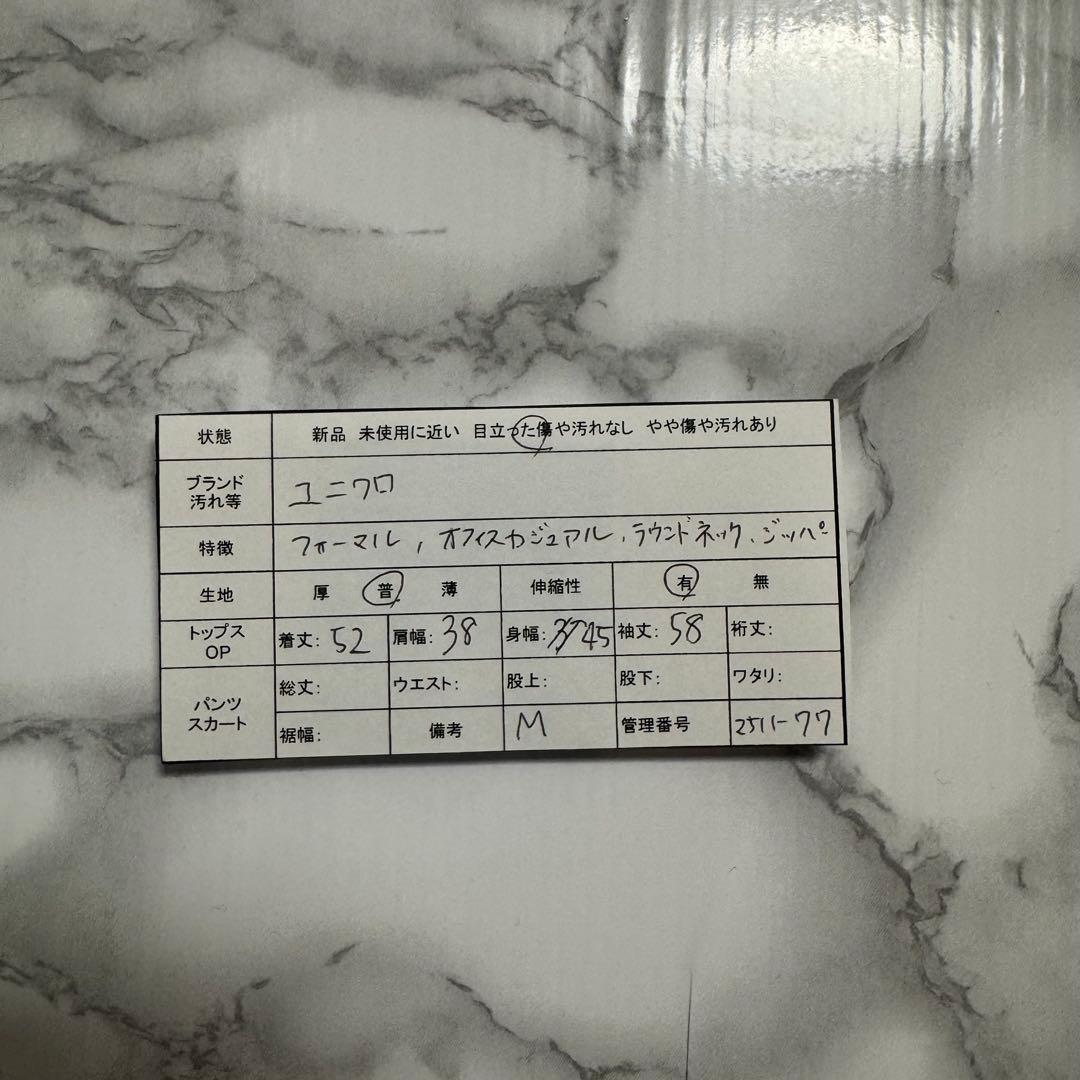 状態 新品 未使用に近い 目立った傷や汚れなし やや傷や汚れあり
ブランド
汚れ等 ユニクロ
特徴 フォーマル, オフィスカジュアル, ラウンドネック, ジッパー
生地 厚 普 薄 伸縮性 有 無
トップス
OP 着丈: 52 肩幅: 38 身幅: 45 袖丈: 58 裄丈:
パンツ
スカート 総丈: ウエスト: 股上: 股下: ワタリ:
裾幅: 備考 M 管理番号 2511-77